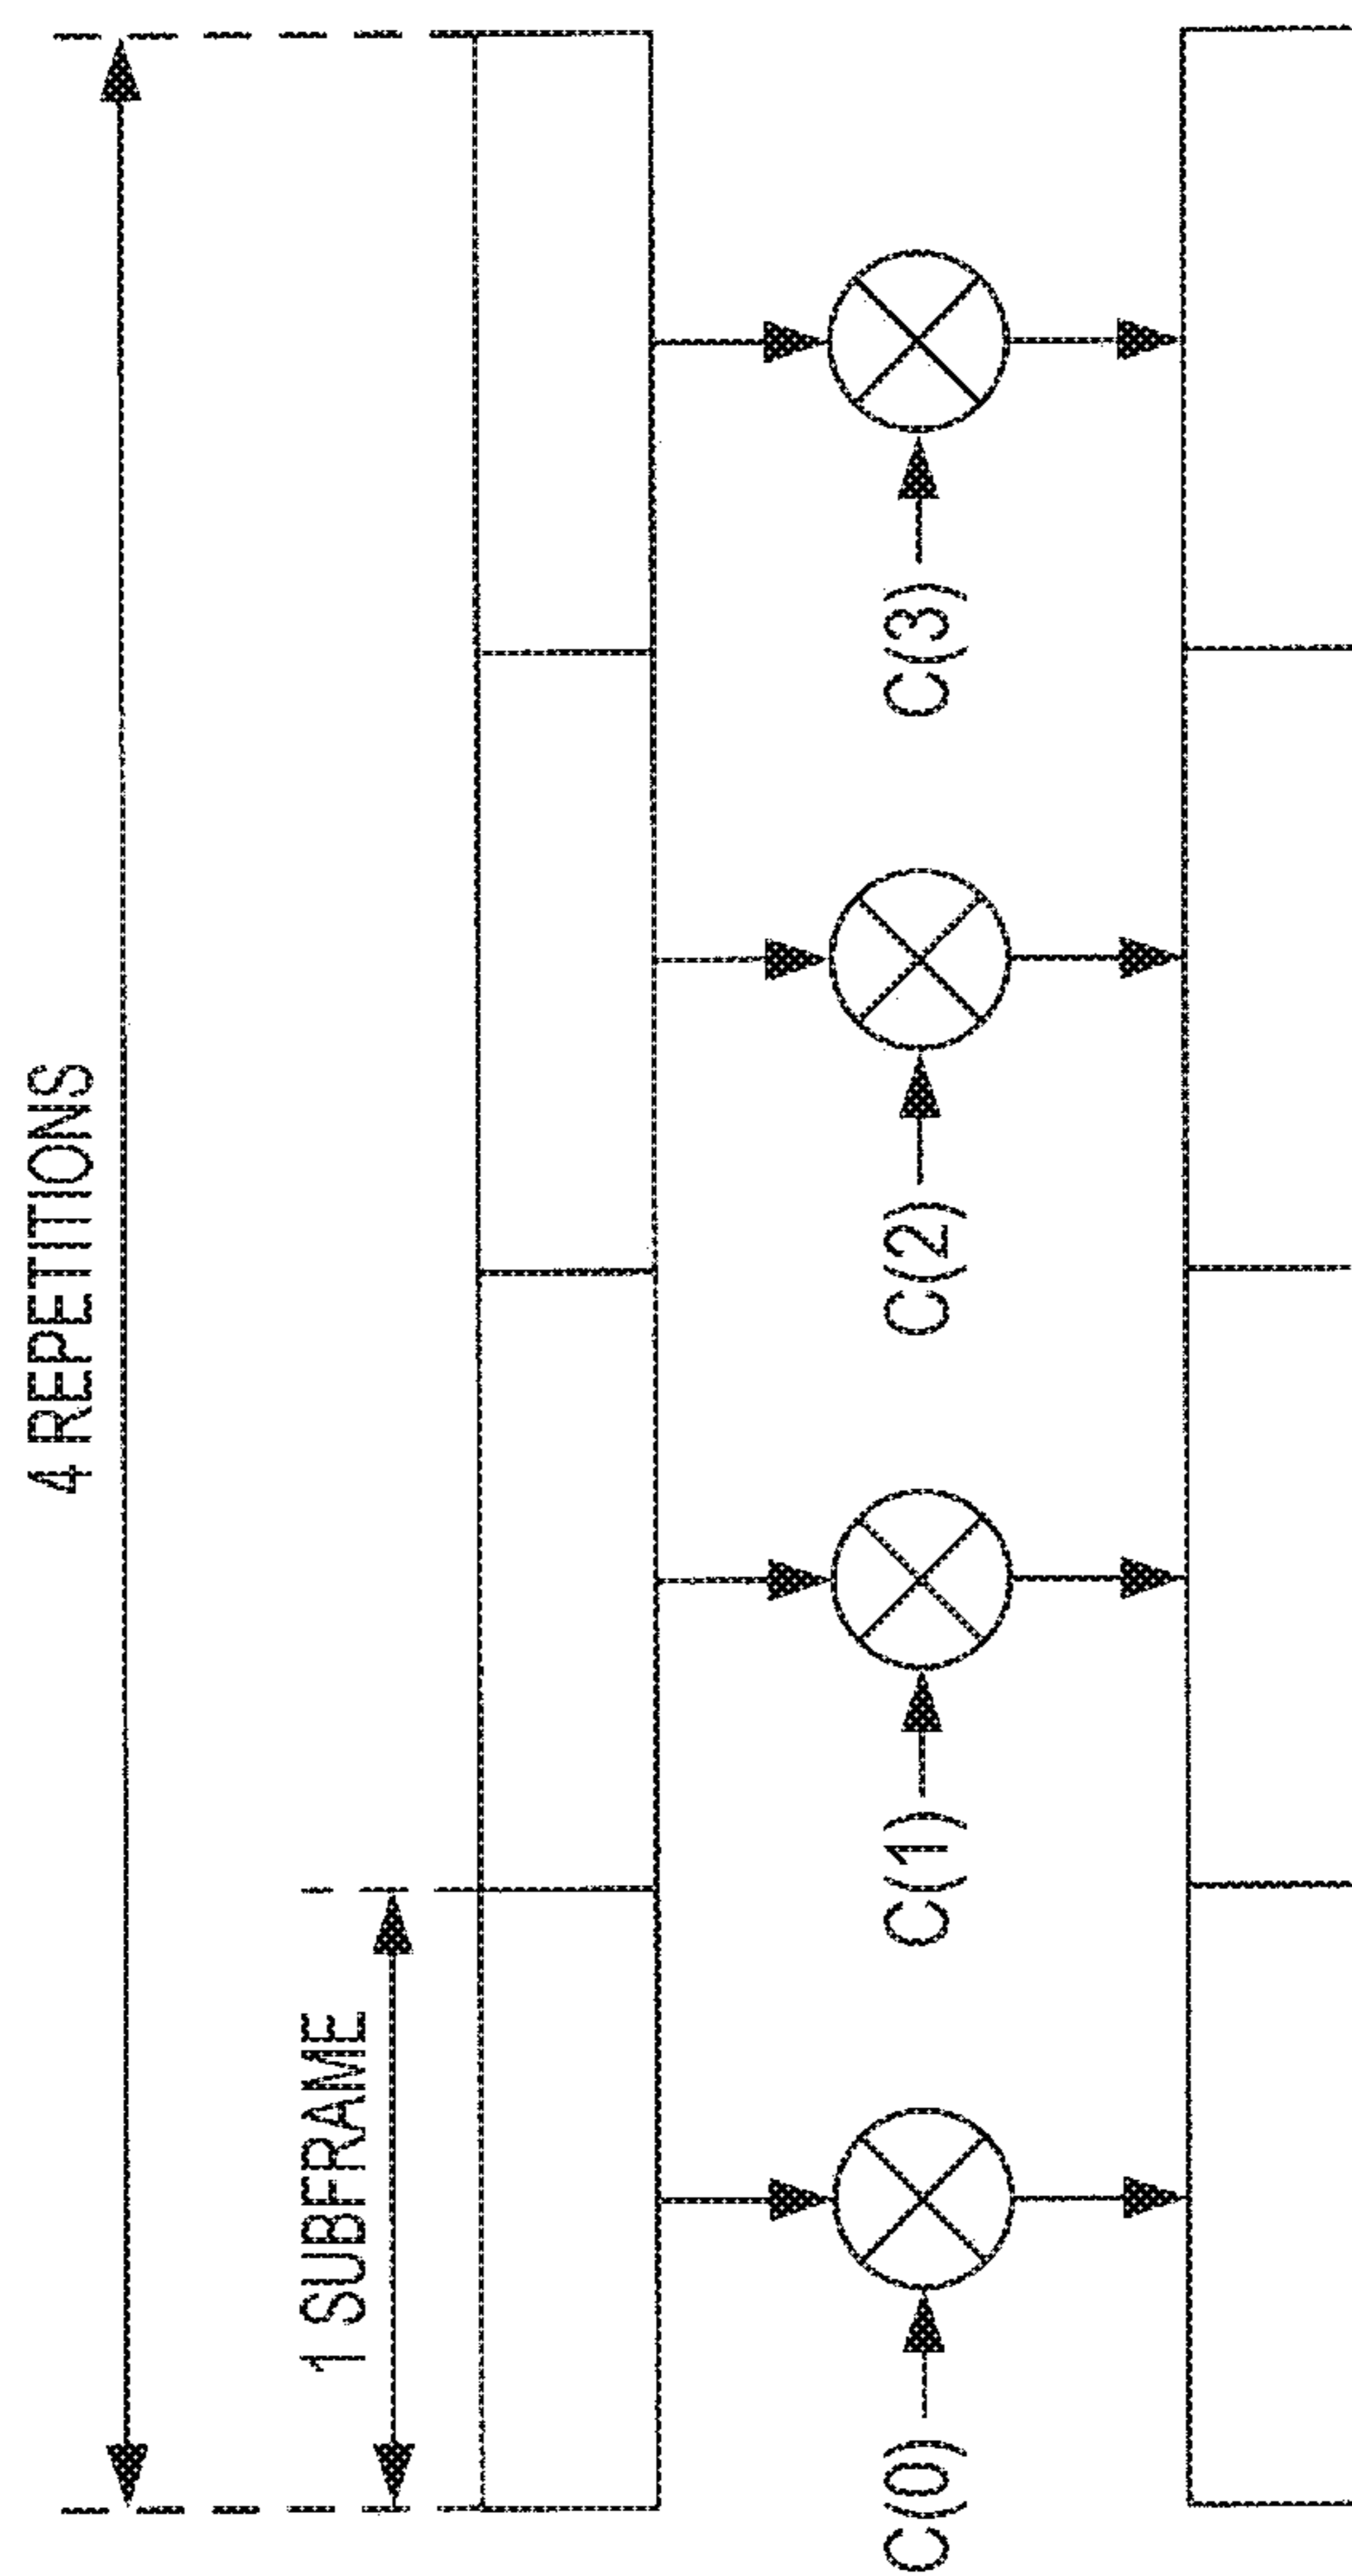 4 REPETITIONS
1 SUBFRAME
C(0)
C(1)
C(2)
C(3)